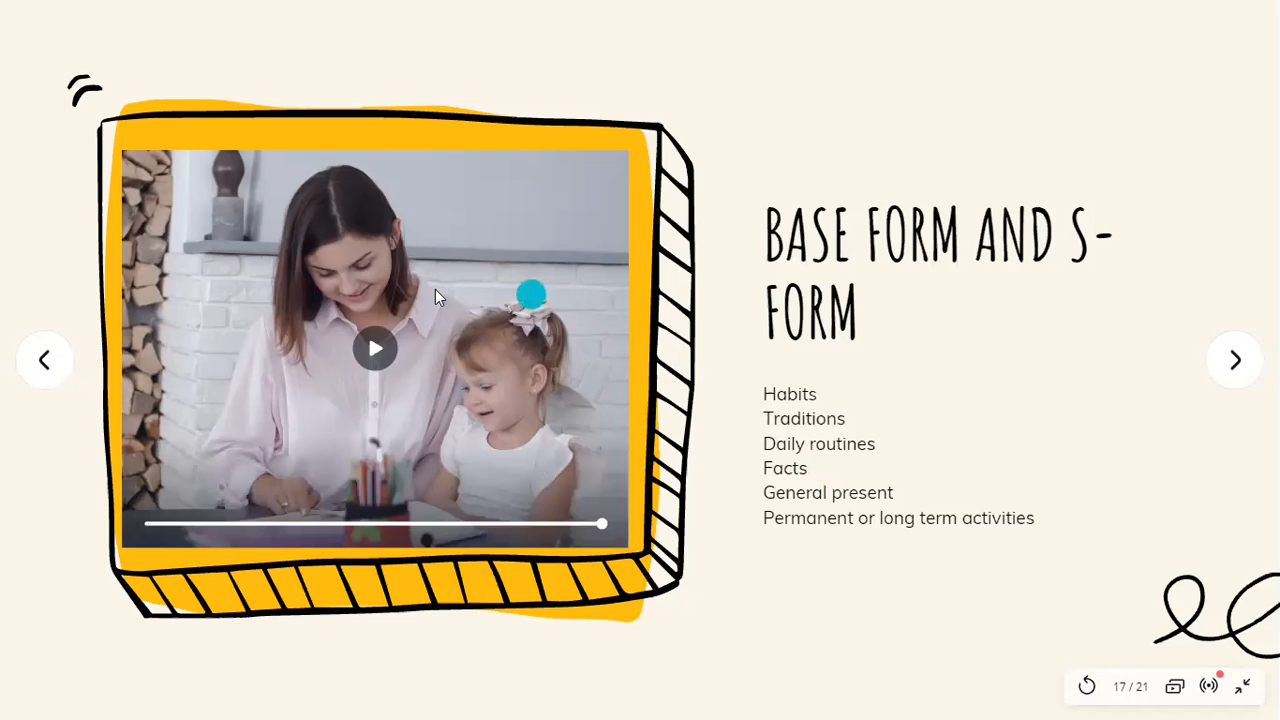 BASE FORM AND S-
FORM
Habits
Traditions
Daily routines
Facts
General present
Permanent or long term activities
17 / 21